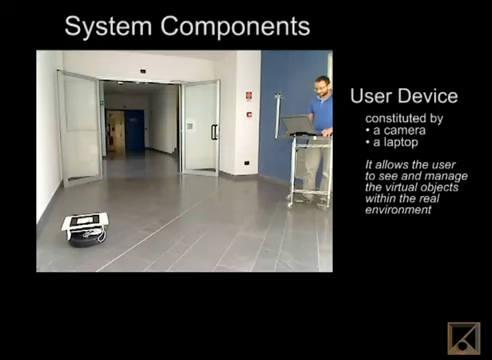 System Components
User Device
constituted by
• a camera
• a laptop
It allows the user
to see and manage
the virtual objects
within the real
environment